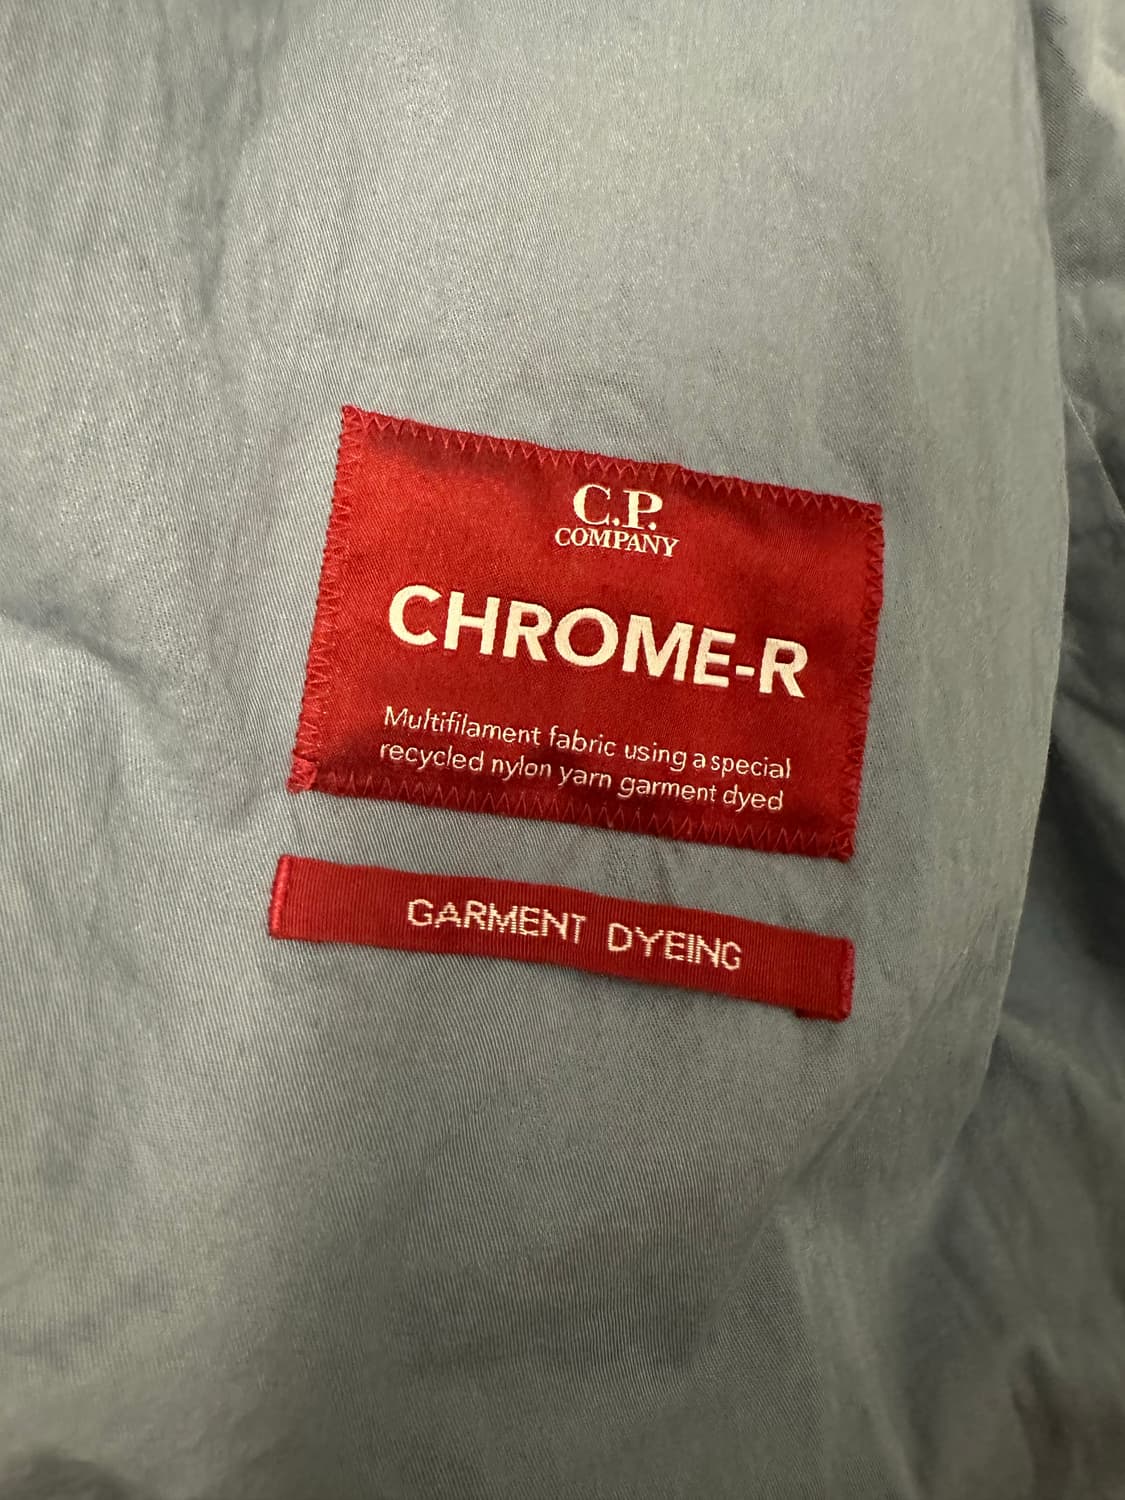 C.P.
COMPANY
CHROME-R
Multifilament fabric using a special
recycled nylon yarn garment dyed
GARMENT DYEING